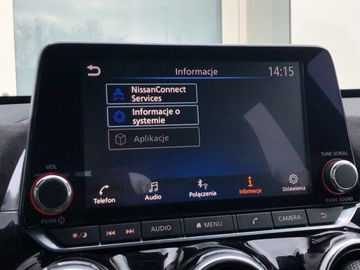 Informacje
14:15
NissanConnect
Services
Informacje o
systemie
Aplikacje
VOL
TUNE·SCROLL
Telefon
Audio
Połączenia
Informacje
Ustawienia
PUSH
PUSH SOUND
AUDIO
MENU
CAMERA